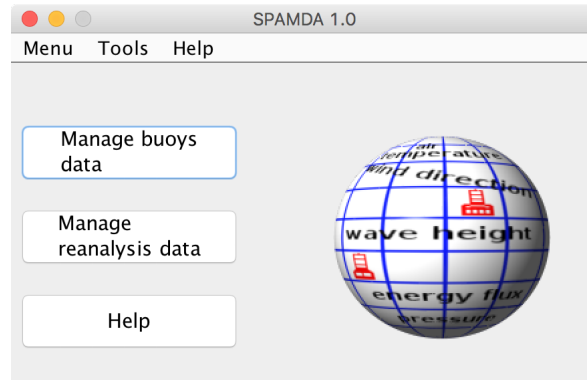 SPAMDA 1.0
Menu Tools Help
Manage buoys
data
Manage
reanalysis data
Help
air
temperature
wind direction
wave height
energy flux
pressure